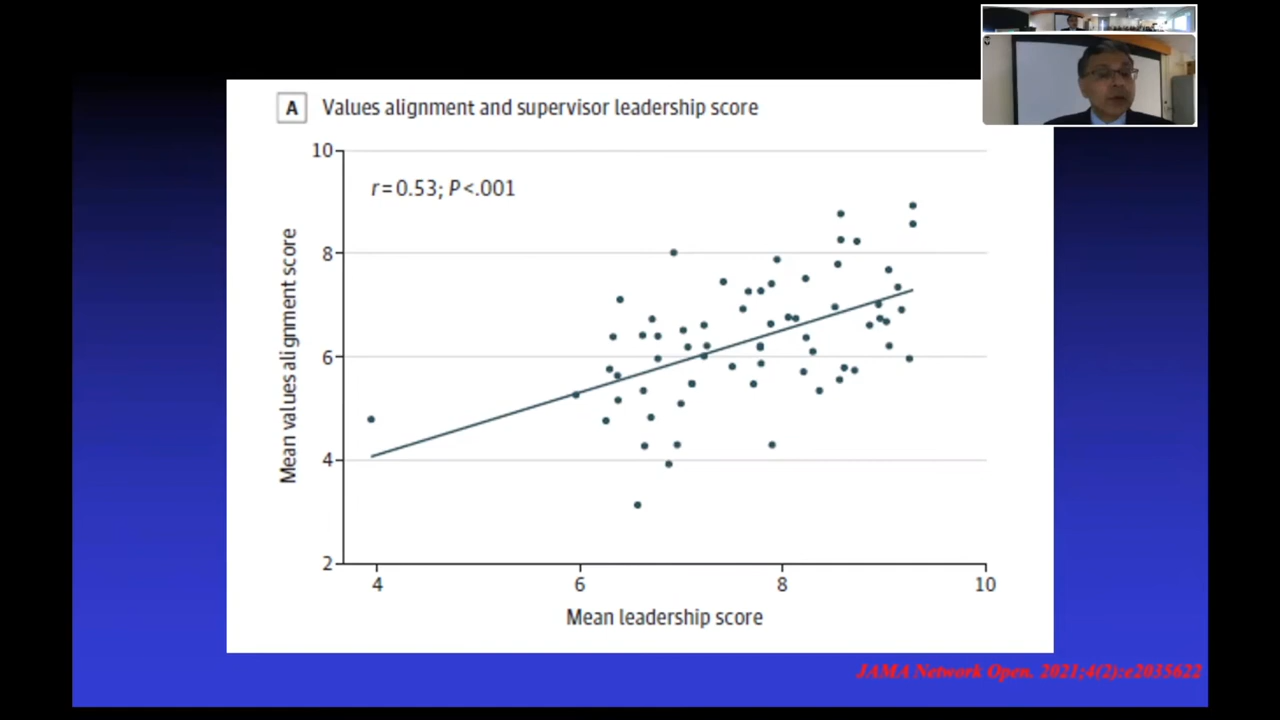 A Values alignment and supervisor leadership score
10
r=0.53; P<.001
8
6
4
2
Mean values alignment score
4 6 8 10
Mean leadership score
JAMA Network Open. 2021;4(2):e2035622